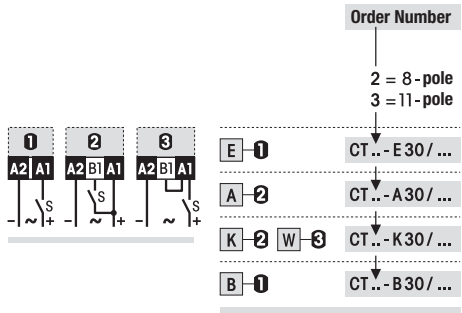 Order Number
2 = 8-pole
3 = 11-pole
1 2 3
A2 A1 A2 B1 A1 A2 B1 A1
S S S
- ~ + - ~ + - ~ +
E 1 CT..-E30/...
A 2 CT..-A30/...
K 2 W 3 CT..-K30/...
B 1 CT..-B30/...